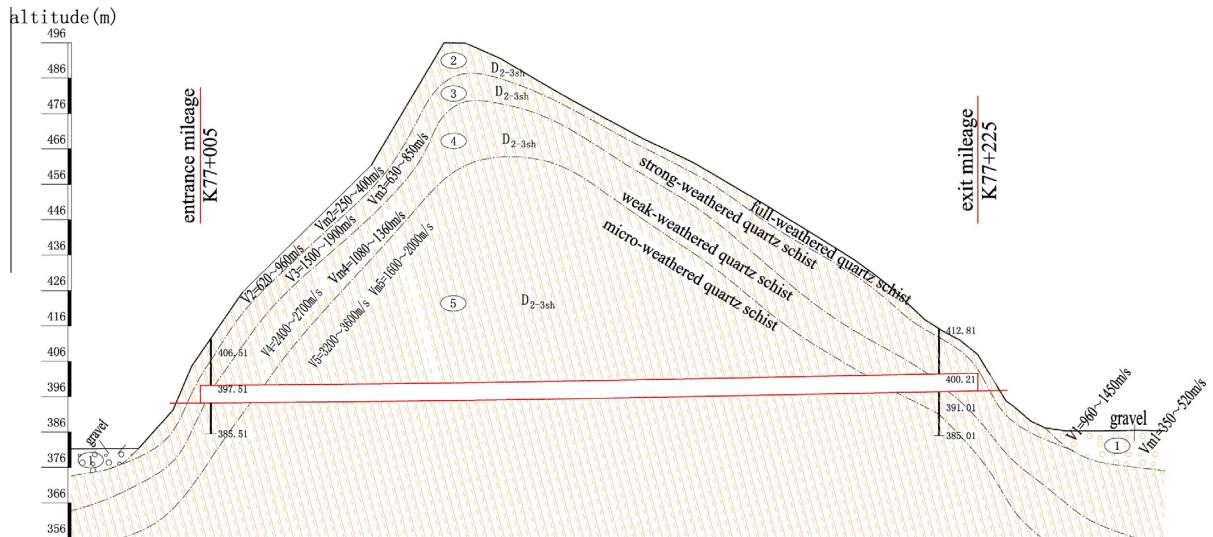 altitude(m)
496
486
476
466
456
446
436
426
416
406
396
386
376
366
356
entrance mileage
K77+005
exit mileage
K77+225
②
D2-3sh
③
D2-3sh
④
D2-3sh
⑤
D2-3sh
V2=620~960m/s
Vm2=250~400m/s
V3=1500~1900m/s
Vm3=630~850m/s
V4=2400~2700m/s
Vm4=1080~1360m/s
V5=3200~3600m/s
Vm5=1600~2000m/s
full-weathered quartz schist
strong-weathered quartz schist
weak-weathered quartz schist
micro-weathered quartz schist
406.51
397.51
385.51
412.81
400.21
391.01
385.01
gravel
①
V1=960~1450m/s
gravel
①
Vm1=350~520m/s